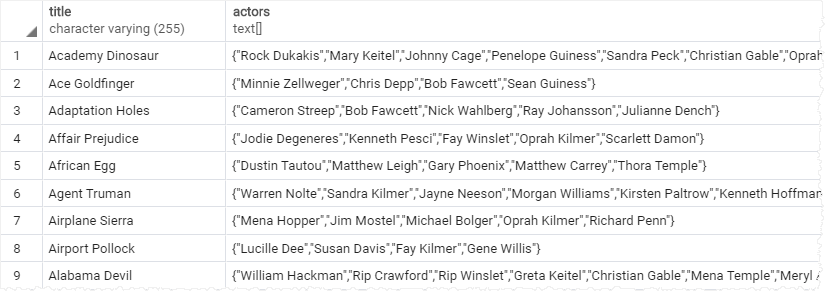 title actors
character varying (255) text[]
1 Academy Dinosaur {"Rock Dukakis","Mary Keitel","Johnny Cage","Penelope Guiness","Sandra Peck","Christian Gable","Oprah
2 Ace Goldfinger {"Minnie Zellweger","Chris Depp","Bob Fawcett","Sean Guiness"}
3 Adaptation Holes {"Cameron Streep","Bob Fawcett","Nick Wahlberg","Ray Johansson","Julianne Dench"}
4 Affair Prejudice {"Jodie Degeneres","Kenneth Pesci","Fay Winslet","Oprah Kilmer","Scarlett Damon"}
5 African Egg {"Dustin Tautou","Matthew Leigh","Gary Phoenix","Matthew Carrey","Thora Temple"}
6 Agent Truman {"Warren Nolte","Sandra Kilmer","Jayne Neeson","Morgan Williams","Kirsten Paltrow","Kenneth Hoffman
7 Airplane Sierra {"Mena Hopper","Jim Mostel","Michael Bolger","Oprah Kilmer","Richard Penn"}
8 Airport Pollock {"Lucille Dee","Susan Davis","Fay Kilmer","Gene Willis"}
9 Alabama Devil {"William Hackman","Rip Crawford","Rip Winslet","Greta Keitel","Christian Gable","Mena Temple","Meryl